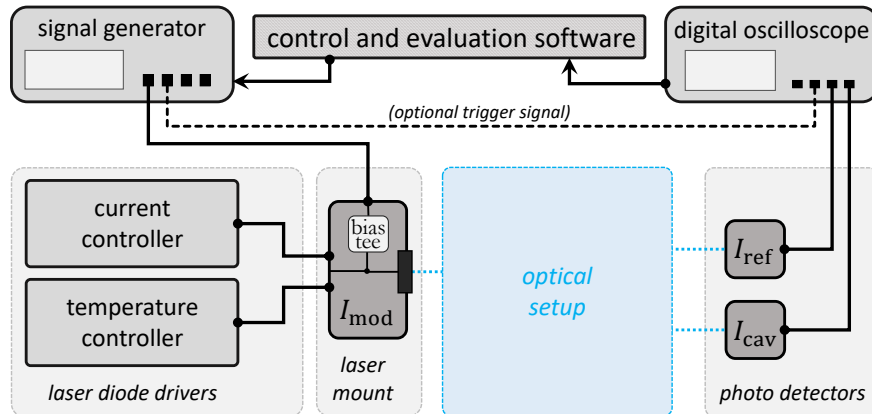 signal generator
control and evaluation software
digital oscilloscope
(optional trigger signal)
current
controller
temperature
controller
laser diode drivers
bias
tee
I_mod
laser
mount
optical
setup
I_ref
I_cav
photo detectors